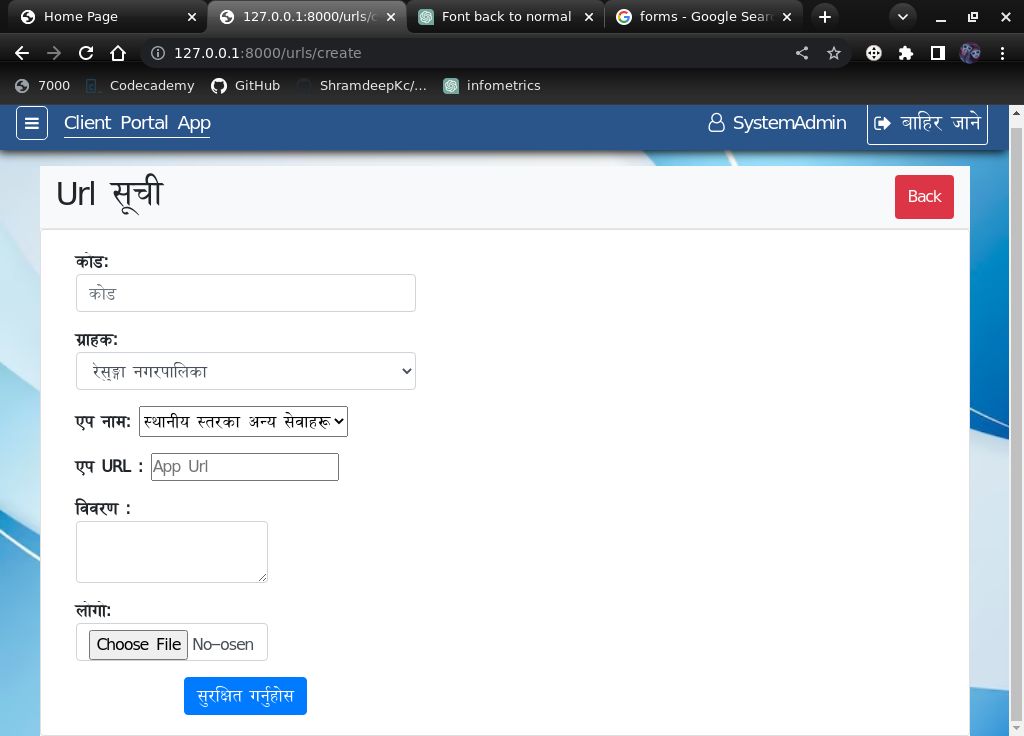 Home Page
127.0.0.1:8000/urls/c
Font back to normal
forms - Google Sear
127.0.0.1:8000/urls/create
7000
Codecademy
GitHub
ShramdeepKc/...
infometrics
Client Portal App
SystemAdmin
बाहिर जाने
Url सूची
Back
कोड:
कोड
ग्राहक:
रेसुङ्गा नगरपालिका
एप नाम: स्थानीय स्तरका अन्य सेवाहरू
एप URL : App Url
विवरण :
लोगो:
Choose File No-osen
सुरक्षित गर्नुहोस